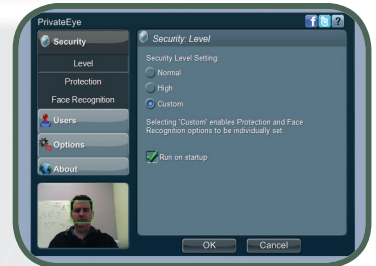 PrivateEye
f
?
Security
Level
Protection
Face Recognition
Users
Options
About
Security: Level
Security Level Setting:
Normal
High
Custom
Selecting 'Custom' enables Protection and Face
Recognition options to be individually set.
Run on startup
OK
Cancel